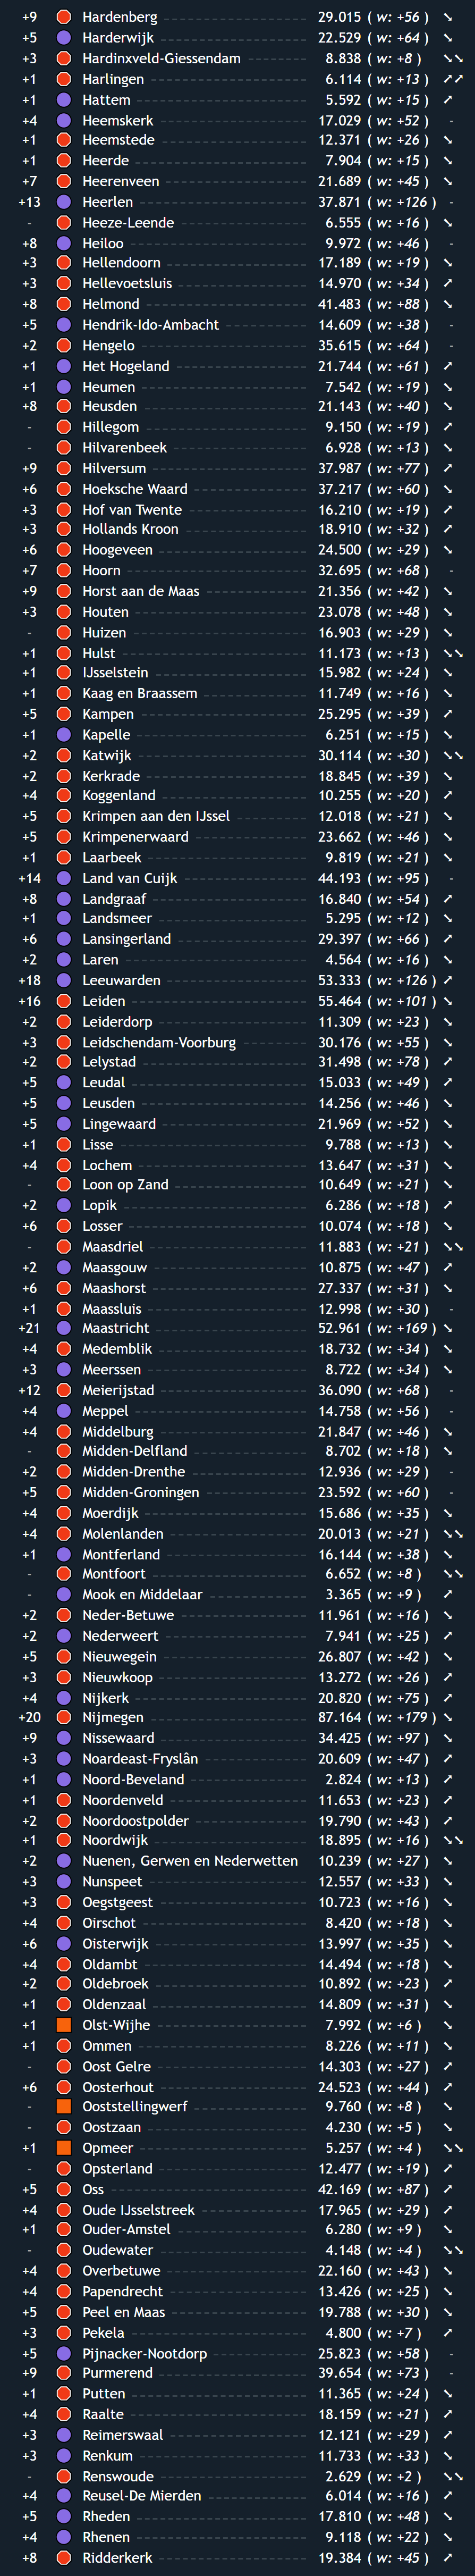 +9 Hardenberg 29.015 ( w: +56 ) ↘
+5 Harderwijk 22.529 ( w: +64 ) ↘
+3 Hardinxveld-Giessendam 8.838 ( w: +8 ) ↘↘
+1 Harlingen 6.114 ( w: +13 ) ↗↗
+1 Hattem 5.592 ( w: +15 ) ↗
+4 Heemskerk 17.029 ( w: +52 ) -
+1 Heemstede 12.371 ( w: +26 ) ↘
+1 Heerde 7.904 ( w: +15 ) ↘
+7 Heerenveen 21.689 ( w: +45 ) ↘
+13 Heerlen 37.871 ( w: +126 ) -
- Heeze-Leende 6.555 ( w: +16 ) ↘
+8 Heiloo 9.972 ( w: +46 ) -
+3 Hellendoorn 17.189 ( w: +19 ) ↘
+3 Hellevoetsluis 14.970 ( w: +34 ) ↗
+8 Helmond 41.483 ( w: +88 ) ↘
+5 Hendrik-Ido-Ambacht 14.609 ( w: +38 ) -
+2 Hengelo 35.615 ( w: +64 ) -
+1 Het Hogeland 21.744 ( w: +61 ) ↗
+1 Heumen 7.542 ( w: +19 ) ↘
+8 Heusden 21.143 ( w: +40 ) ↘
- Hillegom 9.150 ( w: +19 ) ↗
- Hilvarenbeek 6.928 ( w: +13 ) ↘
+9 Hilversum 37.987 ( w: +77 ) ↗
+6 Hoeksche Waard 37.217 ( w: +60 ) ↘
+3 Hof van Twente 16.210 ( w: +19 ) ↗
+3 Hollands Kroon 18.910 ( w: +32 ) ↗
+6 Hoogeveen 24.500 ( w: +29 ) ↘
+7 Hoorn 32.695 ( w: +68 ) -
+9 Horst aan de Maas 21.356 ( w: +42 ) ↘
+3 Houten 23.078 ( w: +48 ) ↘
- Huizen 16.903 ( w: +29 ) ↘
+1 Hulst 11.173 ( w: +13 ) ↘↘
+1 IJsselstein 15.982 ( w: +24 ) ↘
+1 Kaag en Braassem 11.749 ( w: +16 ) ↘
+5 Kampen 25.295 ( w: +39 ) ↗
+1 Kapelle 6.251 ( w: +15 ) ↘
+2 Katwijk 30.114 ( w: +30 ) ↘↘
+2 Kerkrade 18.845 ( w: +39 ) ↘
+4 Koggenland 10.255 ( w: +20 ) ↗
+5 Krimpen aan den IJssel 12.018 ( w: +21 ) ↘
+5 Krimpenerwaard 23.662 ( w: +46 ) ↘
+1 Laarbeek 9.819 ( w: +21 ) ↘
+14 Land van Cuijk 44.193 ( w: +95 ) -
+8 Landgraaf 16.840 ( w: +54 ) ↗
+1 Landsmeer 5.295 ( w: +12 ) ↘
+6 Lansingerland 29.397 ( w: +66 ) ↗
+2 Laren 4.564 ( w: +16 ) ↘
+18 Leeuwarden 53.333 ( w: +126 ) ↗
+16 Leiden 55.464 ( w: +101 ) ↘
+2 Leiderdorp 11.309 ( w: +23 ) ↘
+3 Leidschendam-Voorburg 30.176 ( w: +55 ) ↘
+2 Lelystad 31.498 ( w: +78 ) ↗
+5 Leudal 15.033 ( w: +49 ) ↗
+5 Leusden 14.256 ( w: +46 ) ↘
+5 Lingewaard 21.969 ( w: +52 ) ↘
+1 Lisse 9.788 ( w: +13 ) ↘
+4 Lochem 13.647 ( w: +31 ) ↘
- Loon op Zand 10.649 ( w: +21 ) ↘
+2 Lopik 6.286 ( w: +18 ) ↗
+6 Losser 10.074 ( w: +18 ) ↘
- Maasdriel 11.883 ( w: +21 ) ↘↘
+2 Maasgouw 10.875 ( w: +47 ) ↗
+6 Maashorst 27.337 ( w: +31 ) ↘
+1 Maassluis 12.998 ( w: +30 ) -
+21 Maastricht 52.961 ( w: +169 ) ↘
+4 Medemblik 18.732 ( w: +34 ) ↘
+3 Meerssen 8.722 ( w: +34 ) ↘
+12 Meierijstad 36.090 ( w: +68 ) -
+4 Meppel 14.758 ( w: +56 ) -
+4 Middelburg 21.847 ( w: +46 ) ↘
- Midden-Delfland 8.702 ( w: +18 ) ↘
+2 Midden-Drenthe 12.936 ( w: +29 ) -
+5 Midden-Groningen 23.592 ( w: +60 ) -
+4 Moerdijk 15.686 ( w: +35 ) ↘
+4 Molenlanden 20.013 ( w: +21 ) ↘↘
+1 Montferland 16.144 ( w: +38 ) ↘
- Montfoort 6.652 ( w: +8 ) ↘↘
- Mook en Middelaar 3.365 ( w: +9 ) ↗
+2 Neder-Betuwe 11.961 ( w: +16 ) ↘
+2 Nederweert 7.941 ( w: +25 ) ↗
+5 Nieuwegein 26.807 ( w: +42 ) ↘
+3 Nieuwkoop 13.272 ( w: +26 ) ↗
+4 Nijkerk 20.820 ( w: +75 ) ↗
+20 Nijmegen 87.164 ( w: +179 ) ↘
+9 Nissewaard 34.425 ( w: +97 ) ↘
+3 Noardeast-Fryslân 20.609 ( w: +47 ) ↗
+1 Noord-Beveland 2.824 ( w: +13 ) ↗
+1 Noordenveld 11.653 ( w: +23 ) ↗
+2 Noordoostpolder 19.790 ( w: +43 ) ↗
+1 Noordwijk 18.895 ( w: +16 ) ↘↘
+2 Nuenen, Gerwen en Nederwetten 10.239 ( w: +27 ) ↘
+3 Nunspeet 12.557 ( w: +33 ) ↘
+3 Oegstgeest 10.723 ( w: +16 ) ↘
+4 Oirschot 8.420 ( w: +18 ) ↘
+6 Oisterwijk 13.997 ( w: +35 ) ↘
+4 Oldambt 14.494 ( w: +18 ) ↘
+2 Oldebroek 10.892 ( w: +23 ) ↗
+1 Oldenzaal 14.809 ( w: +31 ) ↘
+1 Olst-Wijhe 7.992 ( w: +6 ) ↘
+1 Ommen 8.226 ( w: +11 ) ↘
- Oost Gelre 14.303 ( w: +27 ) ↗
+6 Oosterhout 24.523 ( w: +44 ) ↗
- Ooststellingwerf 9.760 ( w: +8 ) ↘
- Oostzaan 4.230 ( w: +5 ) ↘
+1 Opmeer 5.257 ( w: +4 ) ↘↘
- Opsterland 12.477 ( w: +19 ) ↗
+5 Oss 42.169 ( w: +87 ) ↗
+4 Oude IJsselstreek 17.965 ( w: +29 ) ↗
+1 Ouder-Amstel 6.280 ( w: +9 ) ↘
- Oudewater 4.148 ( w: +4 ) ↘↘
+4 Overbetuwe 22.160 ( w: +43 ) ↘
+4 Papendrecht 13.426 ( w: +25 ) ↘
+5 Peel en Maas 19.788 ( w: +30 ) ↘
+3 Pekela 4.800 ( w: +7 ) ↗
+5 Pijnacker-Nootdorp 25.823 ( w: +58 ) -
+9 Purmerend 39.654 ( w: +73 ) -
+1 Putten 11.365 ( w: +24 ) ↘
+4 Raalte 18.159 ( w: +21 ) ↗
+3 Reimerswaal 12.121 ( w: +29 ) ↗
+3 Renkum 11.733 ( w: +33 ) ↘
- Renswoude 2.629 ( w: +2 ) ↘↘
+4 Reusel-De Mierden 6.014 ( w: +16 ) ↗
+5 Rheden 17.810 ( w: +48 ) ↘
+4 Rhenen 9.118 ( w: +22 ) ↘
+8 Ridderkerk 19.384 ( w: +45 ) ↗